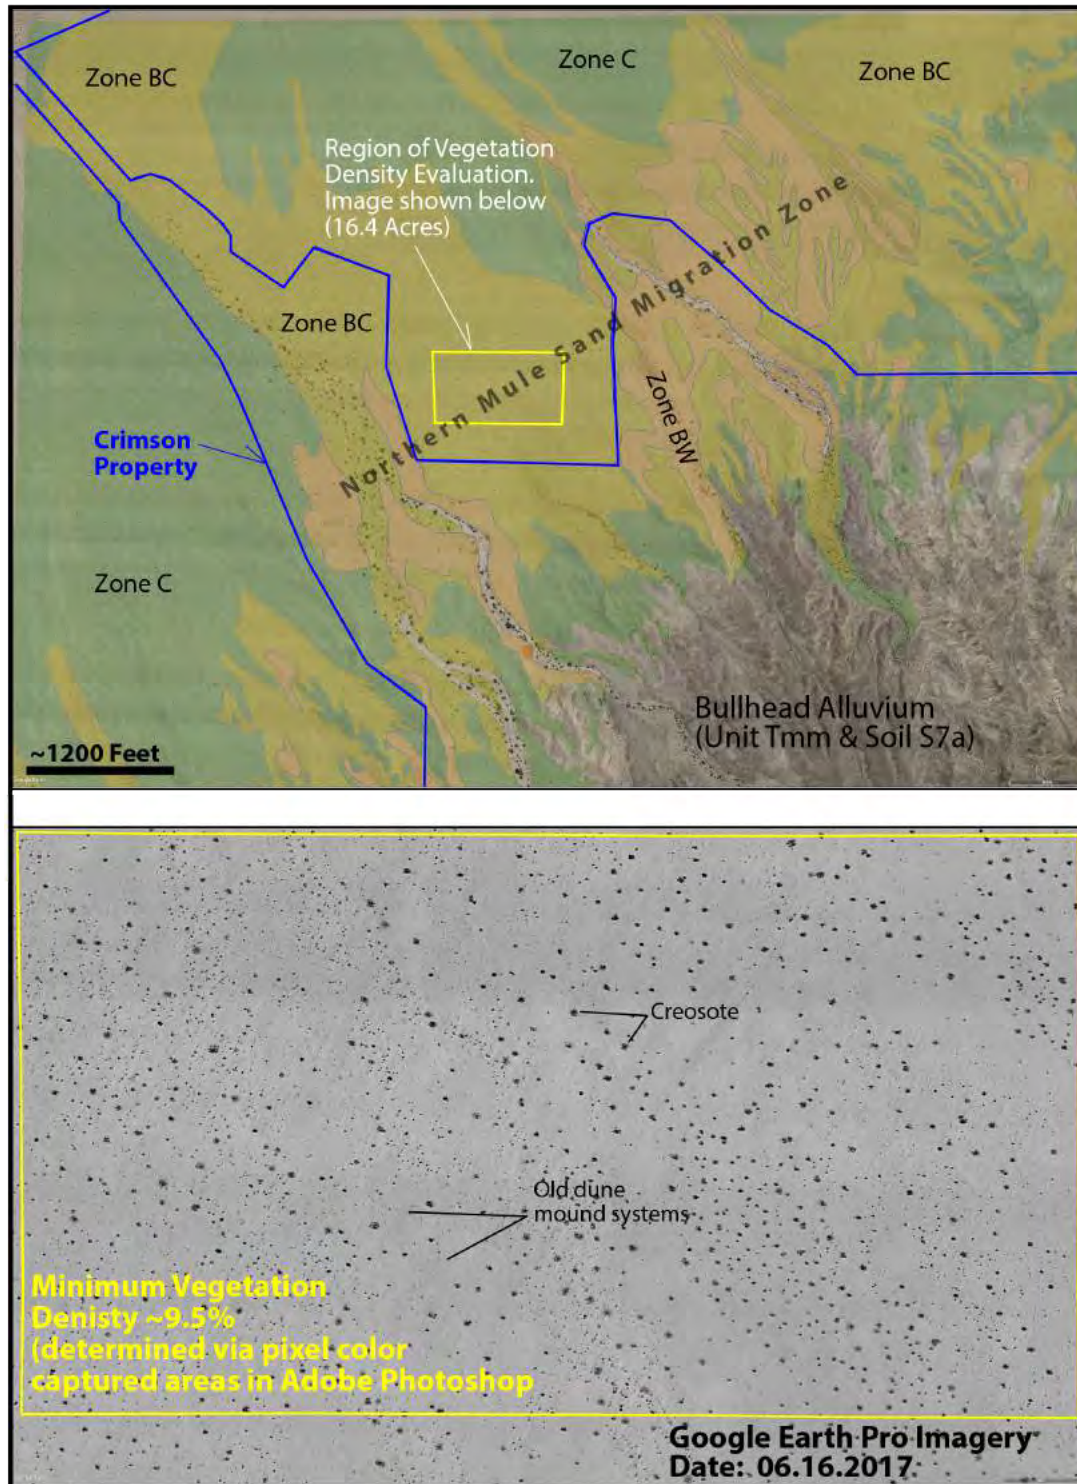 Zone BC
Zone C
Zone BC
Region of Vegetation
Density Evaluation.
Image shown below
(16.4 Acres)
Northern Mule Sand Migration Zone
Zone BC
Zone BW
Crimson
Property
Zone C
Bullhead Alluvium
(Unit Tmm & Soil S7a)
~1200 Feet
Creosote
Old dune
mound systems
Minimum Vegetation
Denisty ~9.5%
(determined via pixel color
captured areas in Adobe Photoshop
Google Earth Pro Imagery
Date: 06.16.2017